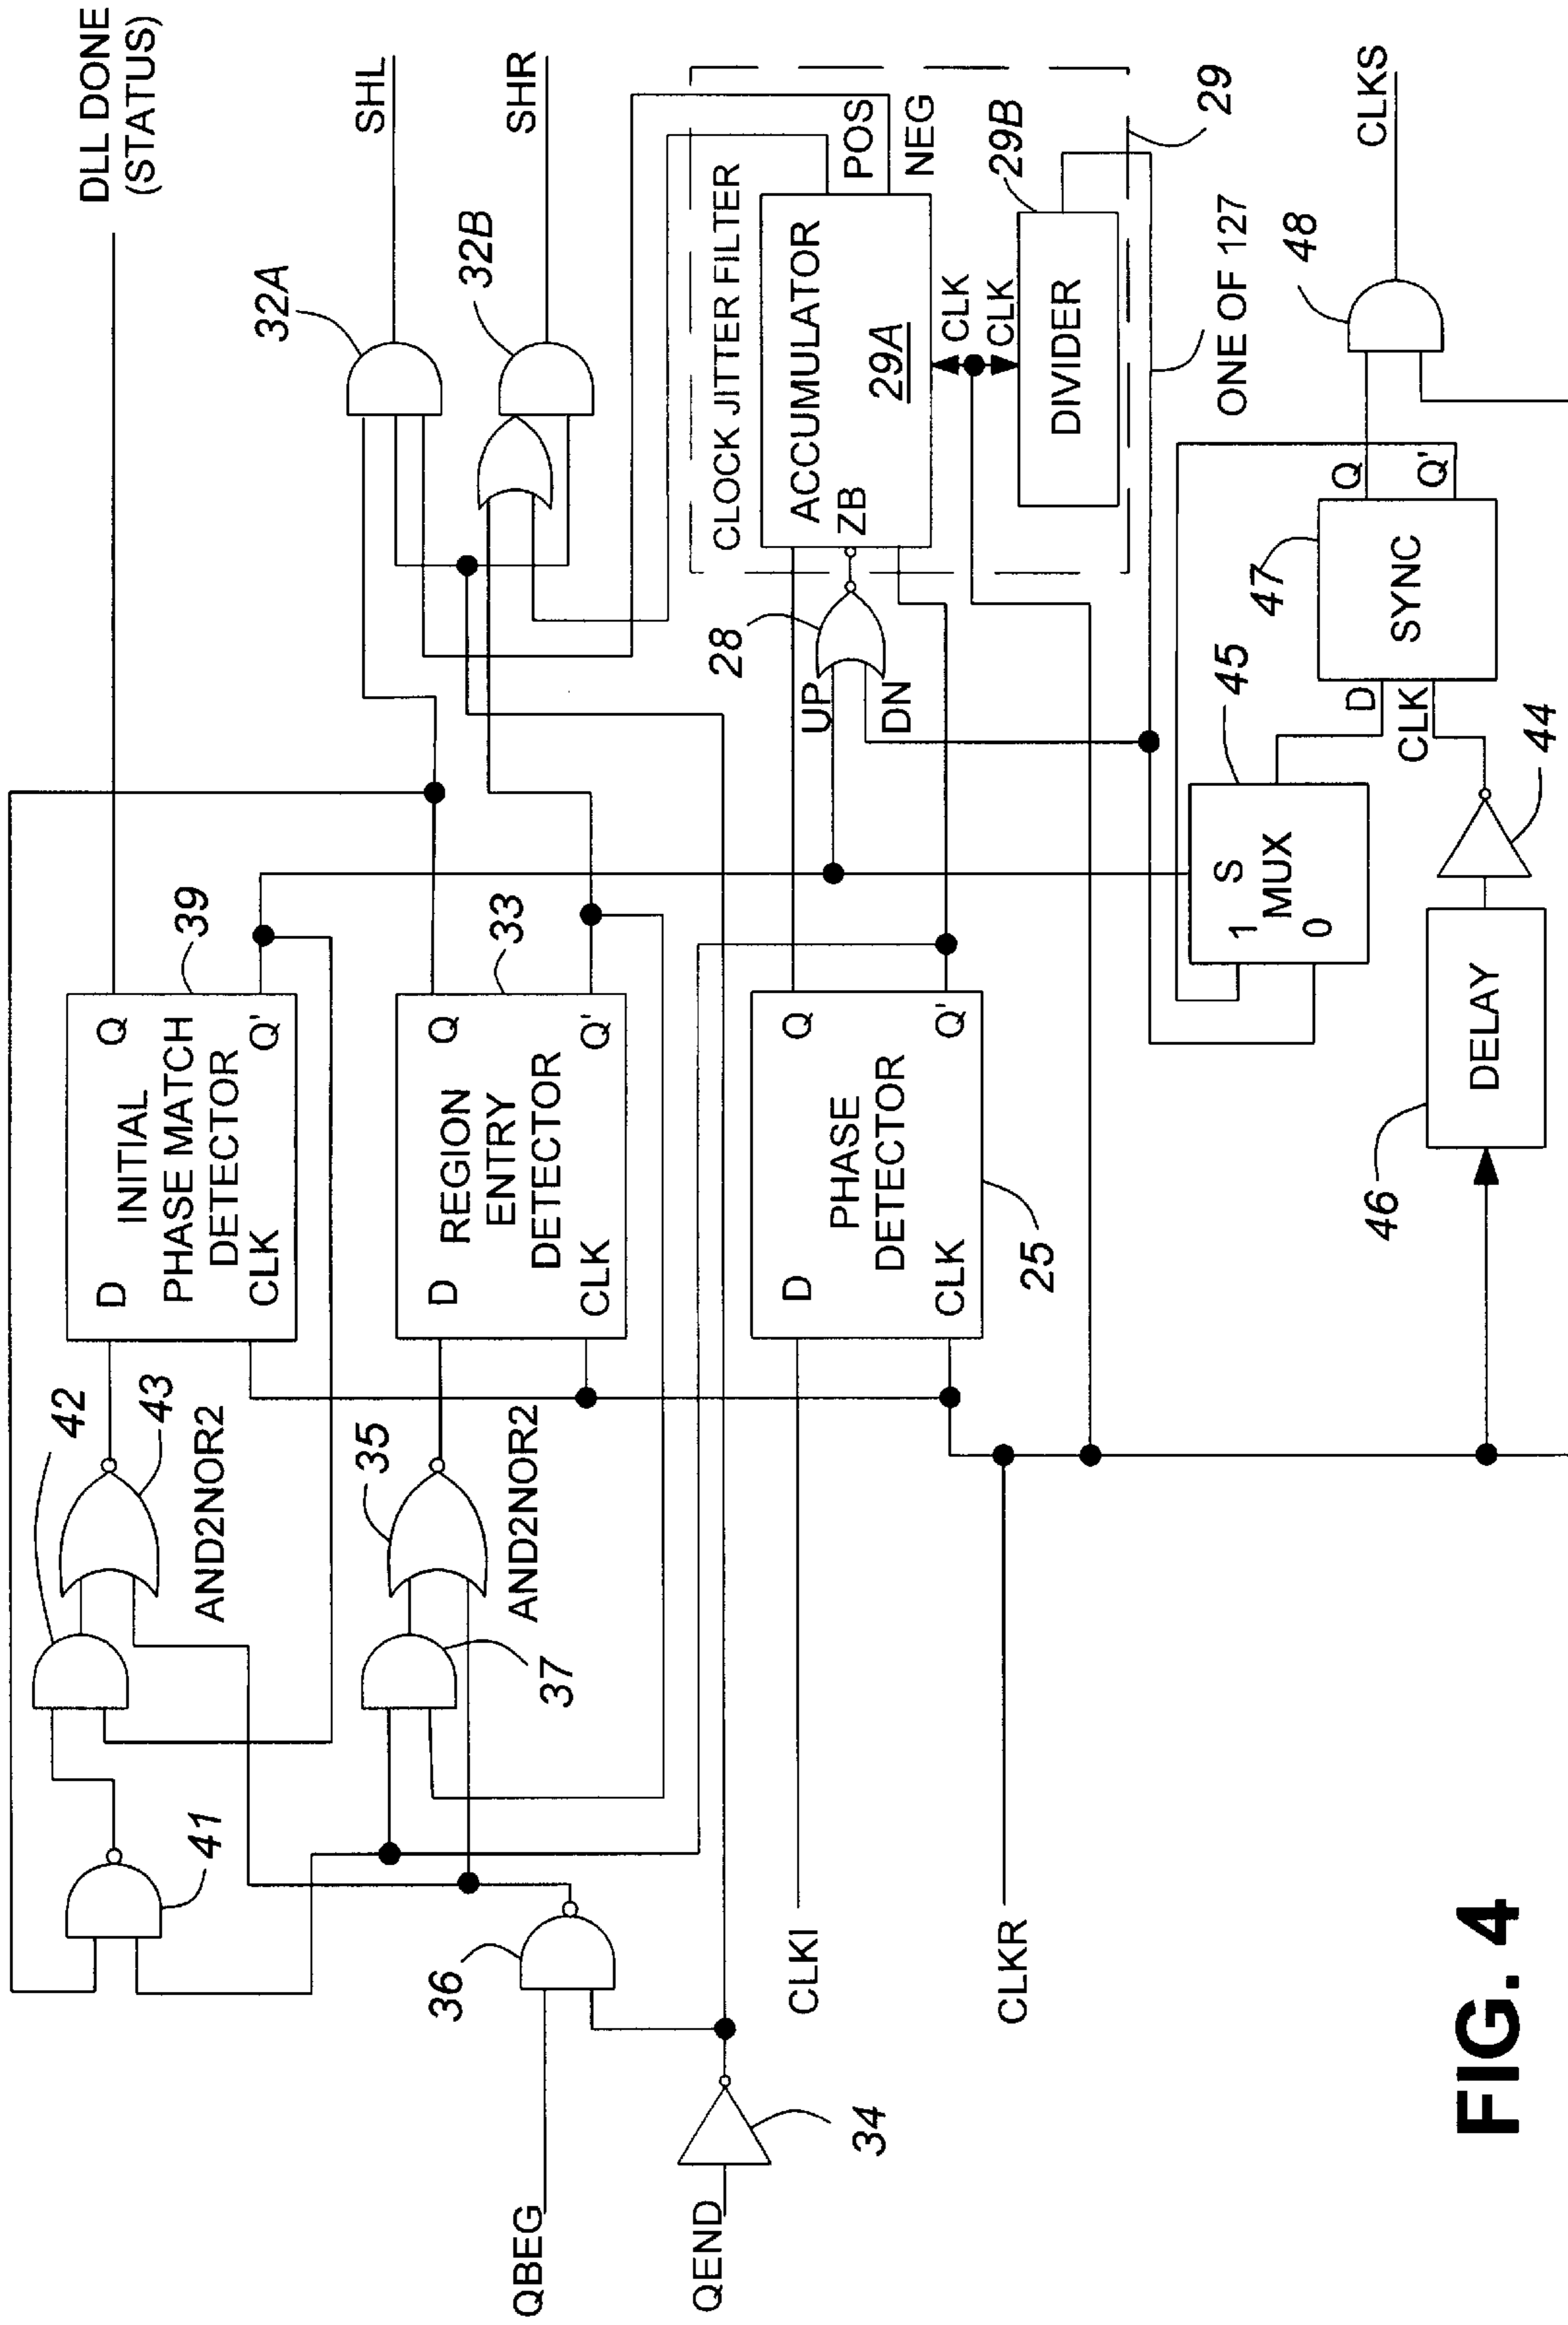 DLL DONE
(STATUS)
SHL
SHR
32A
32B
CLOCK JITTER FILTER
ACCUMULATOR
29A
ZB
POS
NEG
CLK
CLK
29B
DIVIDER
29
ONE OF 127
28
UP
DN
39
INITIAL
PHASE MATCH
DETECTOR
D
Q
CLK
Q'
33
REGION
ENTRY
DETECTOR
D
Q
CLK
Q'
PHASE
DETECTOR
D
Q
CLK
Q'
25
42
43
AND2NOR2
35
AND2NOR2
37
41
36
34
QBEG
QEND
CLKI
CLKR
45
S
1
MUX
0
47
SYNC
D
CLK
Q
Q'
48
CLKS
44
46
DELAY
FIG. 4